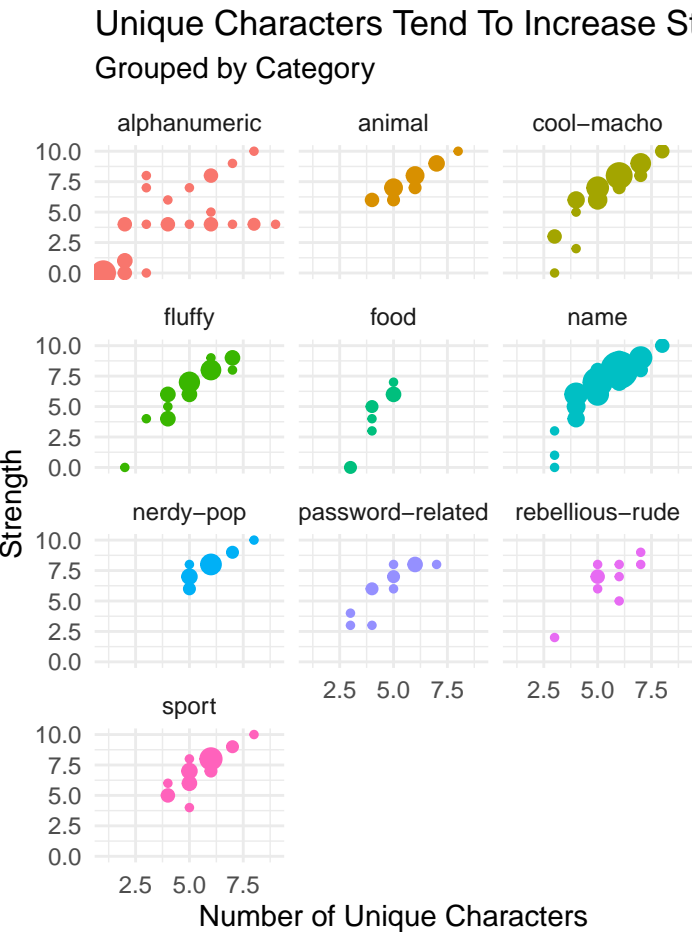 Unique Characters Tend To Increase
Grouped by Category
alphanumeric animal cool−macho
10.0
7.5
5.0
2.5
0.0
fluffy food name
10.0
7.5
5.0
2.5
0.0
Strength
nerdy−pop password−related rebellious−rude
10.0
7.5
5.0
2.5
0.0
2.5 5.0 7.5 2.5 5.0 7.5
sport
10.0
7.5
5.0
2.5
0.0
2.5 5.0 7.5
Number of Unique Characters